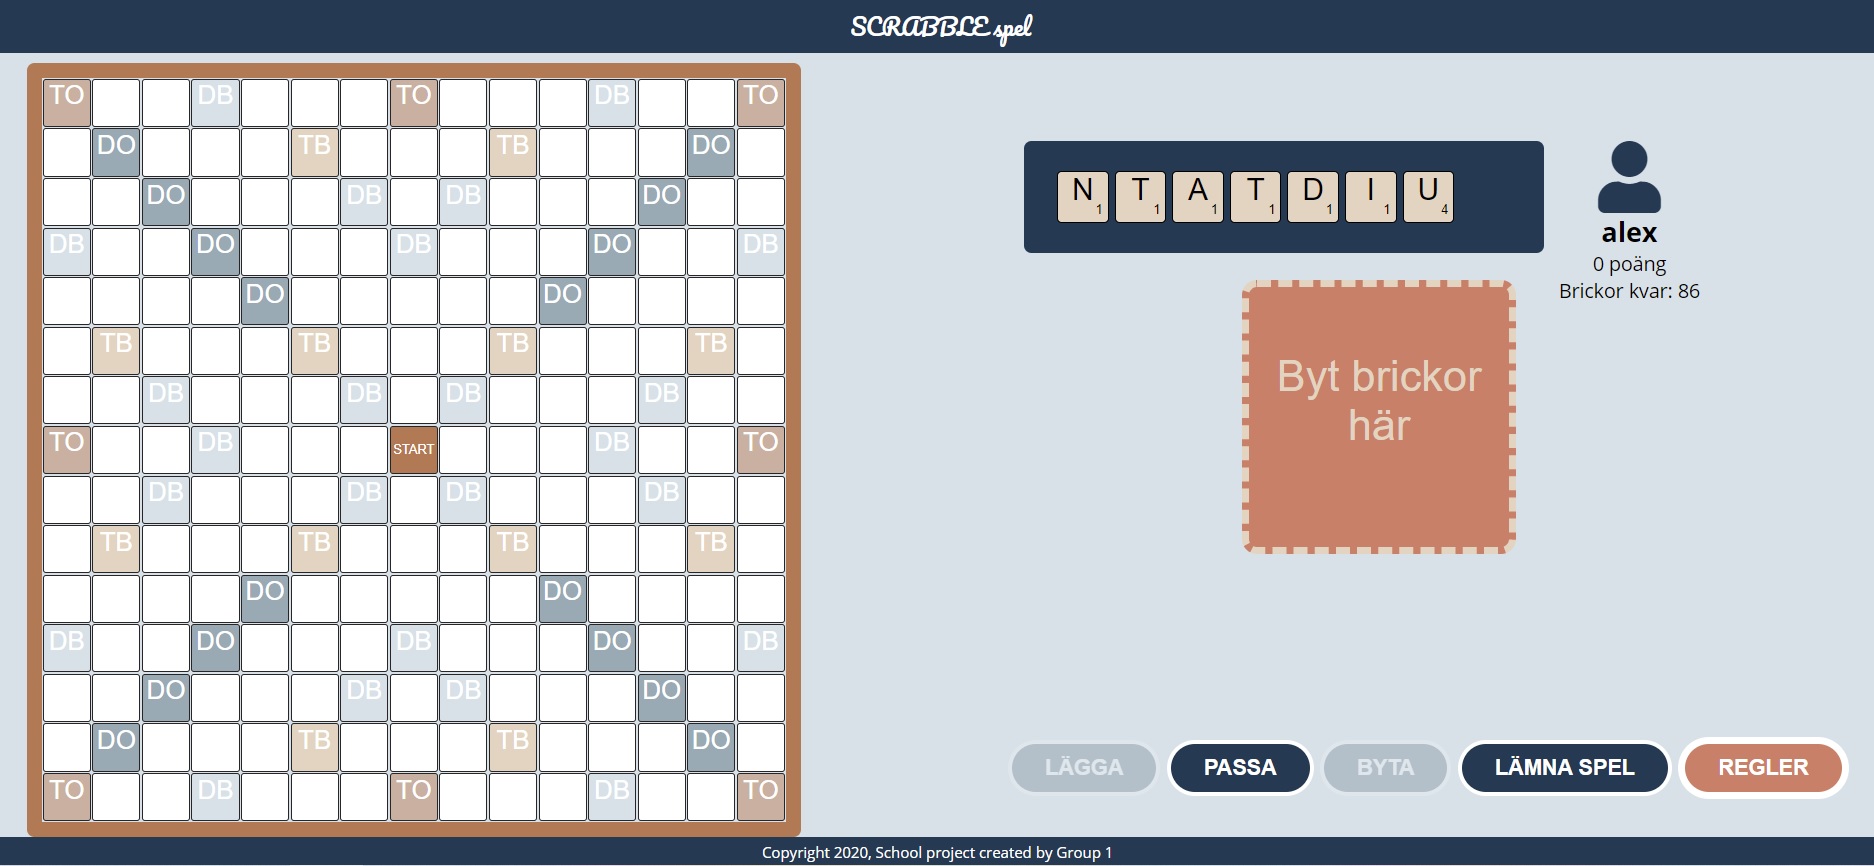 SCRABBLE spel
TO DB TO DB TO
DO TB TB DO
DO DB DB DO
DB DO DB DO DB
DO DO
TB TB TB TB
DB DB DB DB
TO DB START DB TO
DB DB DB DB
TB TB TB TB
DO DO
DB DO DB DO DB
DO DB DB DO
DO TB TB DO
TO DB TO DB TO
N 1 T 1 A 1 T 1 D 1 I 1 U 4
alex
0 poäng
Brickor kvar: 86
Byt brickor
här
LÄGGA PASSA BYTA LÄMNA SPEL REGLER
Copyright 2020, School project created by Group 1